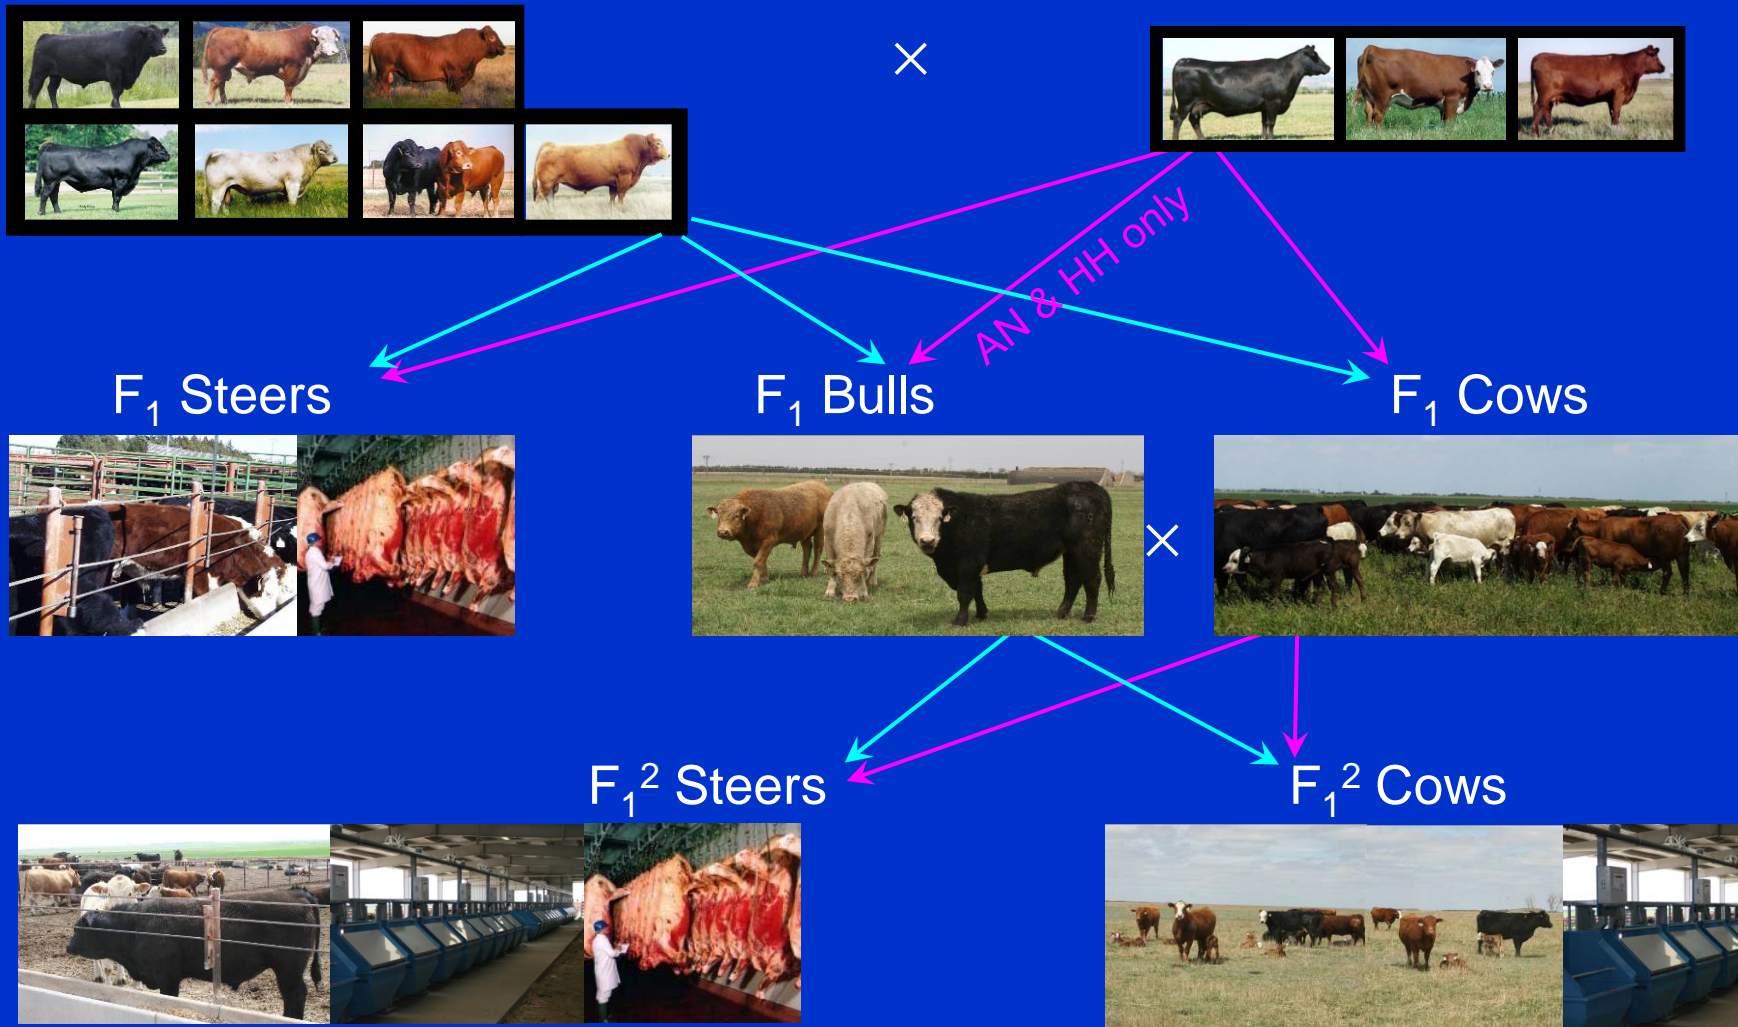 ×
AN & HH only
F₁ Steers
F₁ Bulls
F₁ Cows
×
F₁² Steers
F₁² Cows